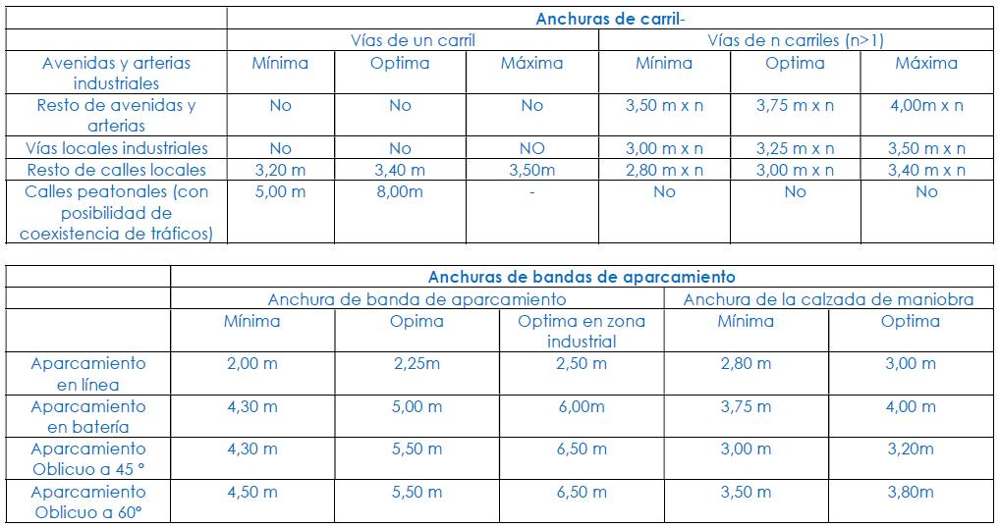 Anchuras de carril-
Vías de un carril Vías de n carriles (n>1)
Avenidas y arterias Mínima Optima Máxima Mínima Optima Máxima
industriales
Resto de avenidas y No No No 3,50 m x n 3,75 m x n 4,00m x n
arterias
Vías locales industriales No No NO 3,00 m x n 3,25 m x n 3,50 m x n
Resto de calles locales 3,20 m 3,40 m 3,50m 2,80 m x n 3,00 m x n 3,40 m x n
Calles peatonales (con 5,00 m 8,00m - No No No
posibilidad de
coexistencia de tráficos)
Anchuras de bandas de aparcamiento
Anchura de banda de aparcamiento Anchura de la calzada de maniobra
Mínima Opima Optima en zona Mínima Optima
industrial
Aparcamiento 2,00 m 2,25m 2,50 m 2,80 m 3,00 m
en línea
Aparcamiento 4,30 m 5,00 m 6,00m 3,75 m 4,00 m
en batería
Aparcamiento 4,30 m 5,50 m 6,50 m 3,00 m 3,20m
Oblicuo a 45 º
Aparcamiento 4,50 m 5,50 m 6,50 m 3,50 m 3,80m
Oblicuo a 60º